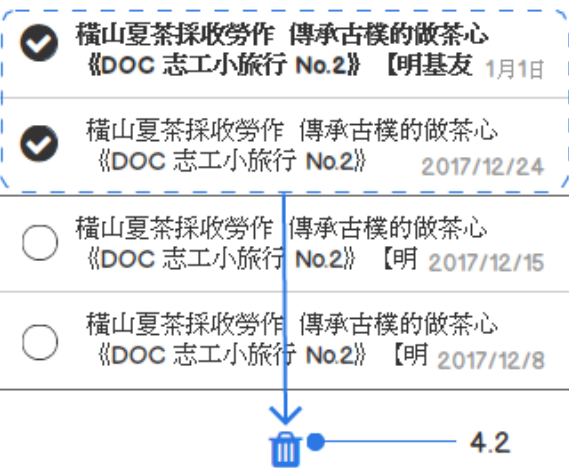 橫山夏茶採收勞作 傳承古樸的做茶心
《DOC 志工小旅行 No.2》【明基友 1月1日
橫山夏茶採收勞作 傳承古樸的做茶心
《DOC 志工小旅行 No.2》 2017/12/24
橫山夏茶採收勞作 傳承古樸的做茶心
《DOC 志工小旅行 No.2》【明 2017/12/15
橫山夏茶採收勞作 傳承古樸的做茶心
《DOC 志工小旅行 No.2》【明 2017/12/8
4.2